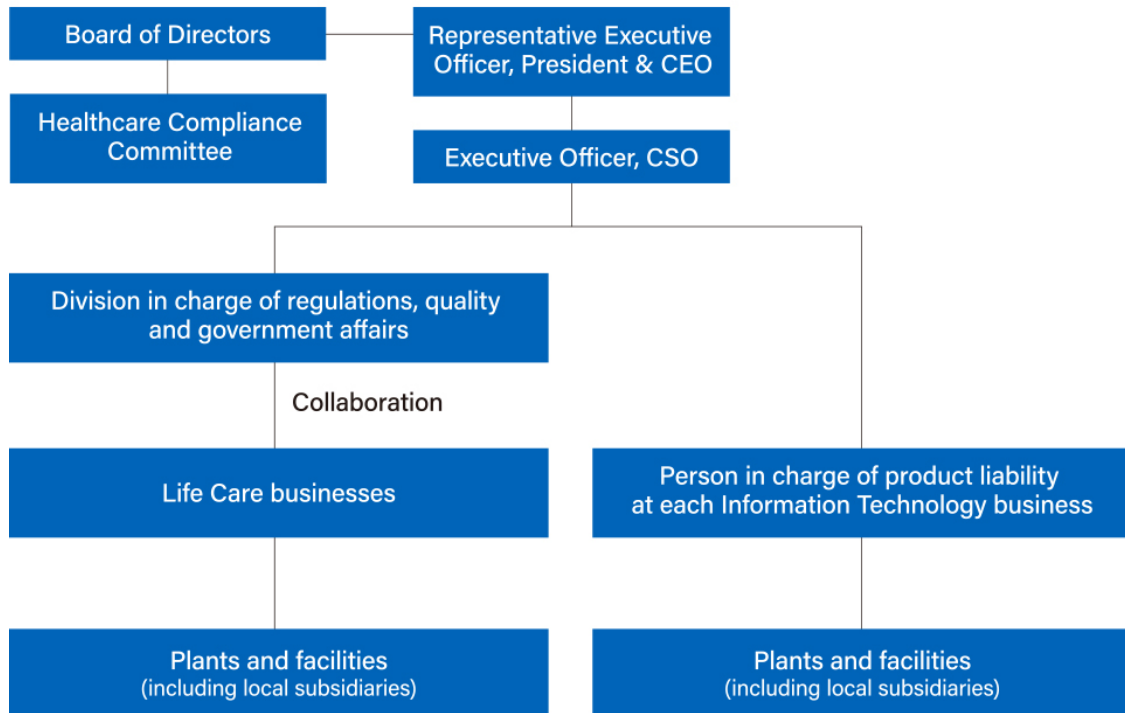 Board of Directors
Representative Executive
Officer, President & CEO
Healthcare Compliance
Committee
Executive Officer, CSO
Division in charge of regulations, quality
and government affairs
Collaboration
Life Care businesses
Person in charge of product liability
at each Information Technology business
Plants and facilities
(including local subsidiaries)
Plants and facilities
(including local subsidiaries)